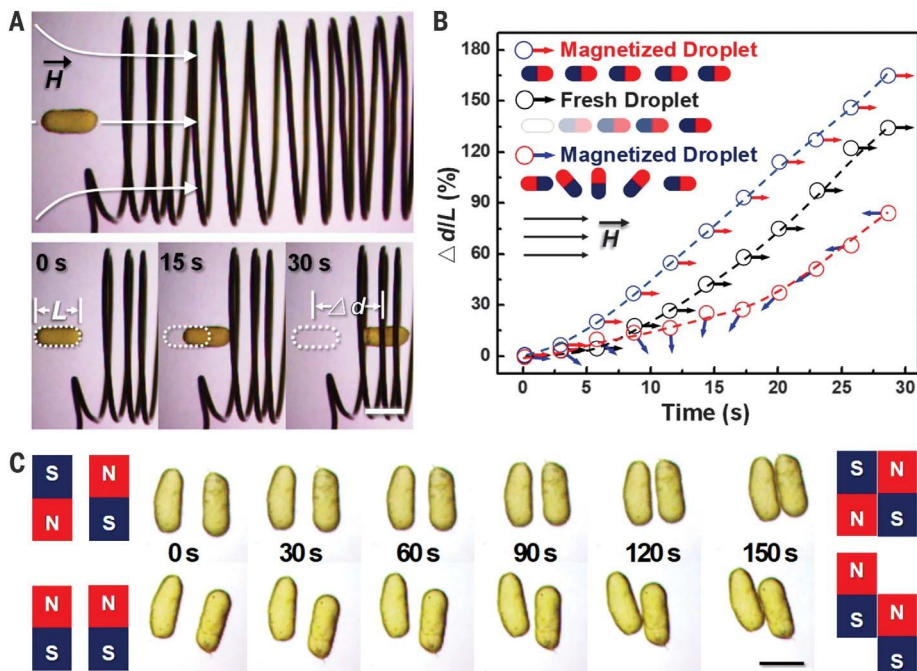 A
H
0 s
15 s
30 s
L
Δ d
B
180
150
120
90
60
30
0
Δ d/L (%)
Magnetized Droplet
Fresh Droplet
Magnetized Droplet
H
0
5
10
15
20
25
30
Time (s)
C
S
N
N
S
0 s
30 s
60 s
90 s
120 s
150 s
S
N
N
S
N
N
S
S
N
S
N
S